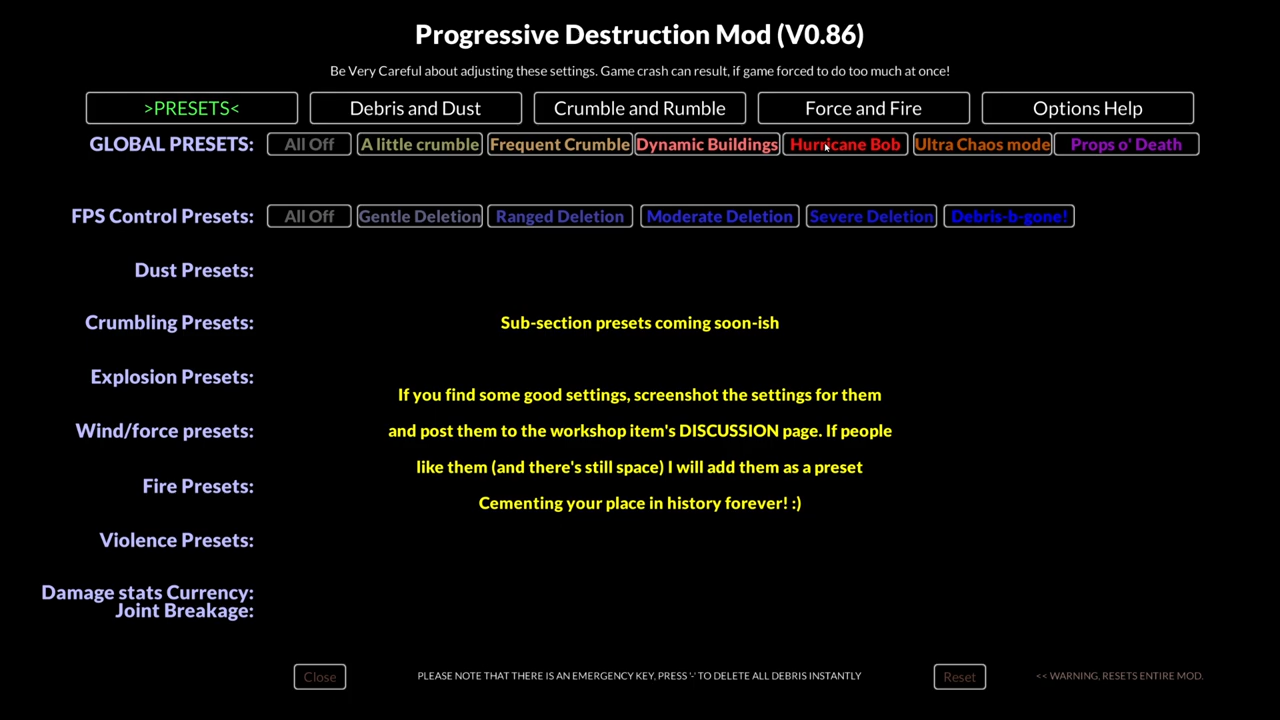 Progressive Destruction Mod (V0.86)
Be Very Careful about adjusting these settings. Game crash can result, if game forced to do too much at once!
>PRESETS< Debris and Dust Crumble and Rumble Force and Fire Options Help
GLOBAL PRESETS: All Off A little crumble Frequent Crumble Dynamic Buildings Hurricane Bob Ultra Chaos mode Props o' Death
FPS Control Presets: All Off Gentle Deletion Ranged Deletion Moderate Deletion Severe Deletion Debris-b-gone!
Dust Presets:
Crumbling Presets: Sub-section presets coming soon-ish
Explosion Presets:
If you find some good settings, screenshot the settings for them
Wind/force presets: and post them to the workshop item's DISCUSSION page. If people
like them (and there's still space) I will add them as a preset
Fire Presets:
Cementing your place in history forever! :)
Violence Presets:
Damage stats Currency:
Joint Breakage:
Close PLEASE NOTE THAT THERE IS AN EMERGENCY KEY, PRESS '-' TO DELETE ALL DEBRIS INSTANTLY Reset << WARNING, RESETS ENTIRE MOD.